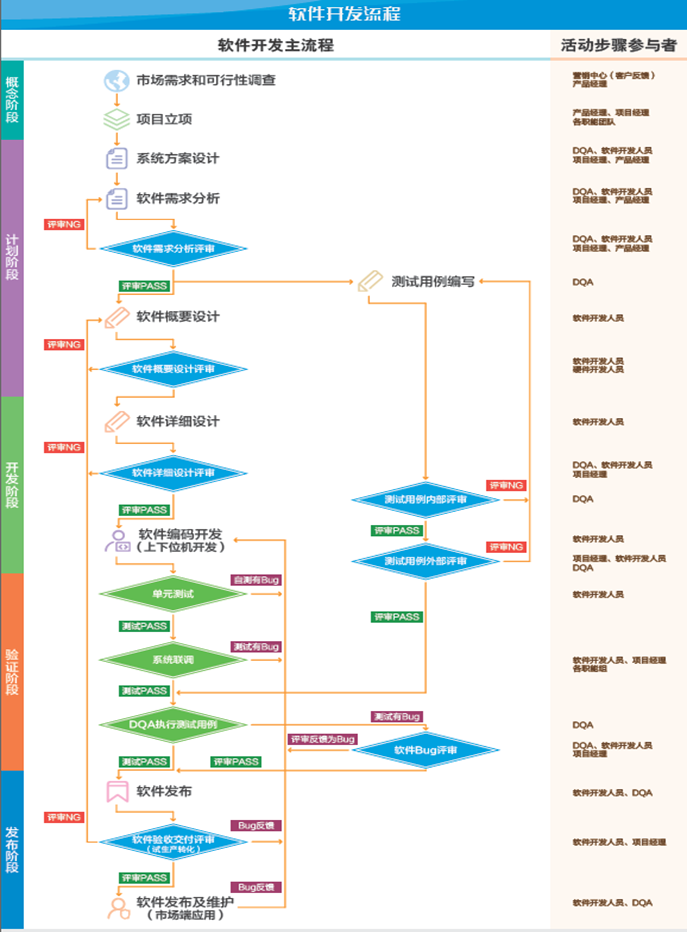 软件开发流程
软件开发主流程
活动步骤参与者
概念阶段
市场需求和可行性调查
营销中心（客户反馈）
产品经理
项目立项
产品经理、项目经理
各职能团队
计划阶段
系统方案设计
DQA、软件开发人员
项目经理、产品经理
软件需求分析
DQA、软件开发人员
项目经理、产品经理
评审NG
软件需求分析评审
DQA、软件开发人员
项目经理、产品经理
评审PASS
测试用例编写
DQA
软件概要设计
软件开发人员
评审NG
软件概要设计评审
软件开发人员
硬件开发人员
开发阶段
软件详细设计
软件开发人员
评审NG
软件详细设计评审
DQA、软件开发人员
项目经理
评审NG
测试用例内部评审
DQA
评审PASS
评审PASS
软件编码开发
（上下位机开发）
软件开发人员
评审NG
测试用例外部评审
项目经理、软件开发人员
DQA
验证阶段
自测有Bug
单元测试
软件开发人员
评审PASS
测试PASS
测试有Bug
系统联调
软件开发人员、项目经理
各职能组
测试PASS
测试有Bug
DQA执行测试用例
DQA
评审反馈为Bug
软件Bug评审
DQA、软件开发人员
项目经理
测试PASS
评审PASS
发布阶段
软件发布
软件开发人员、DQA
评审NG
Bug反馈
软件验收交付评审
（试生产转化）
软件开发人员、项目经理
评审PASS
Bug反馈
软件发布及维护
（市场端应用）
软件开发人员、DQA